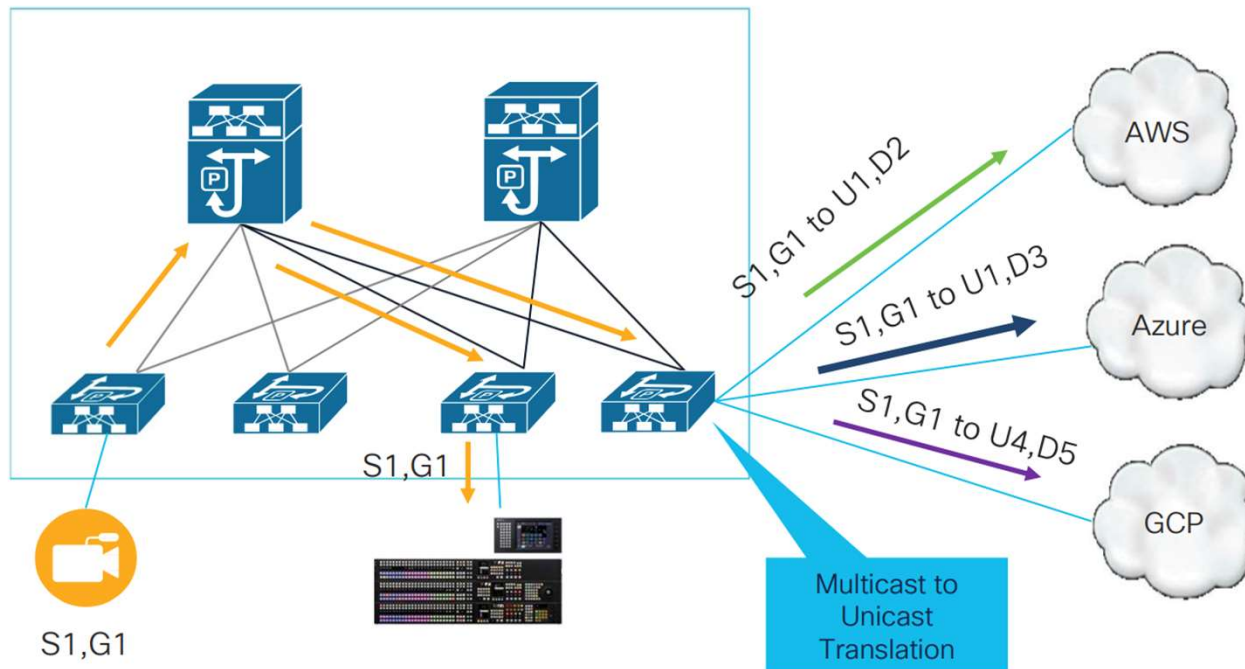 AWS
S1,G1 to U1,D2
S1,G1 to U1,D3
Azure
S1,G1 to U4,D5
GCP
P
P
P
P
P
P
S1,G1
S1,G1
Multicast to
Unicast
Translation